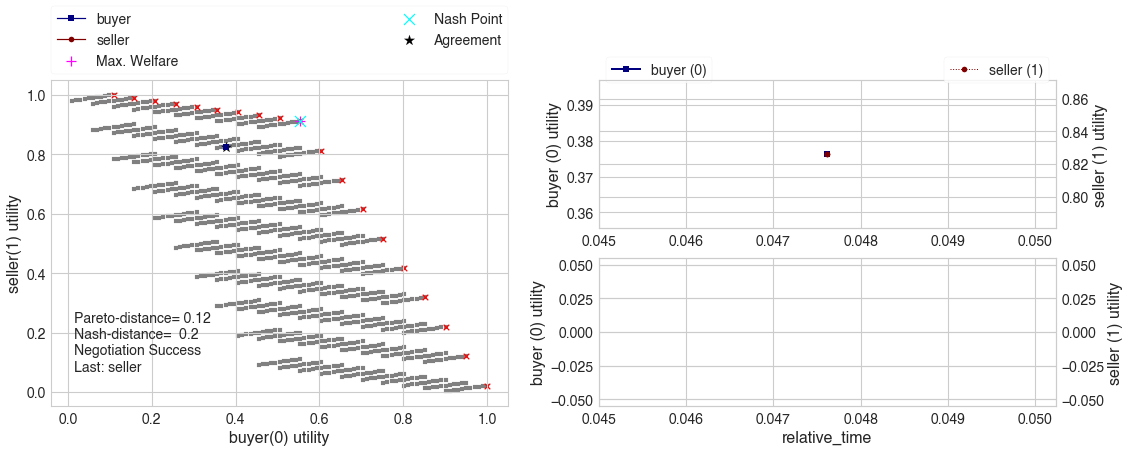 buyer
seller
Max. Welfare
Nash Point
Agreement
1.0
0.8
0.6
0.4
0.2
0.0
seller(1) utility
Pareto-distance= 0.12
Nash-distance=  0.2
Negotiation Success
Last: seller
0.0 0.2 0.4 0.6 0.8 1.0
buyer(0) utility
buyer (0)
seller (1)
0.39
0.38
0.37
0.36
buyer (0) utility
0.86
0.84
0.82
0.80
seller (1) utility
0.045 0.046 0.047 0.048 0.049 0.050
0.050
0.025
0.000
−0.025
−0.050
buyer (0) utility
0.050
0.025
0.000
−0.025
−0.050
seller (1) utility
0.045 0.046 0.047 0.048 0.049 0.050
relative_time